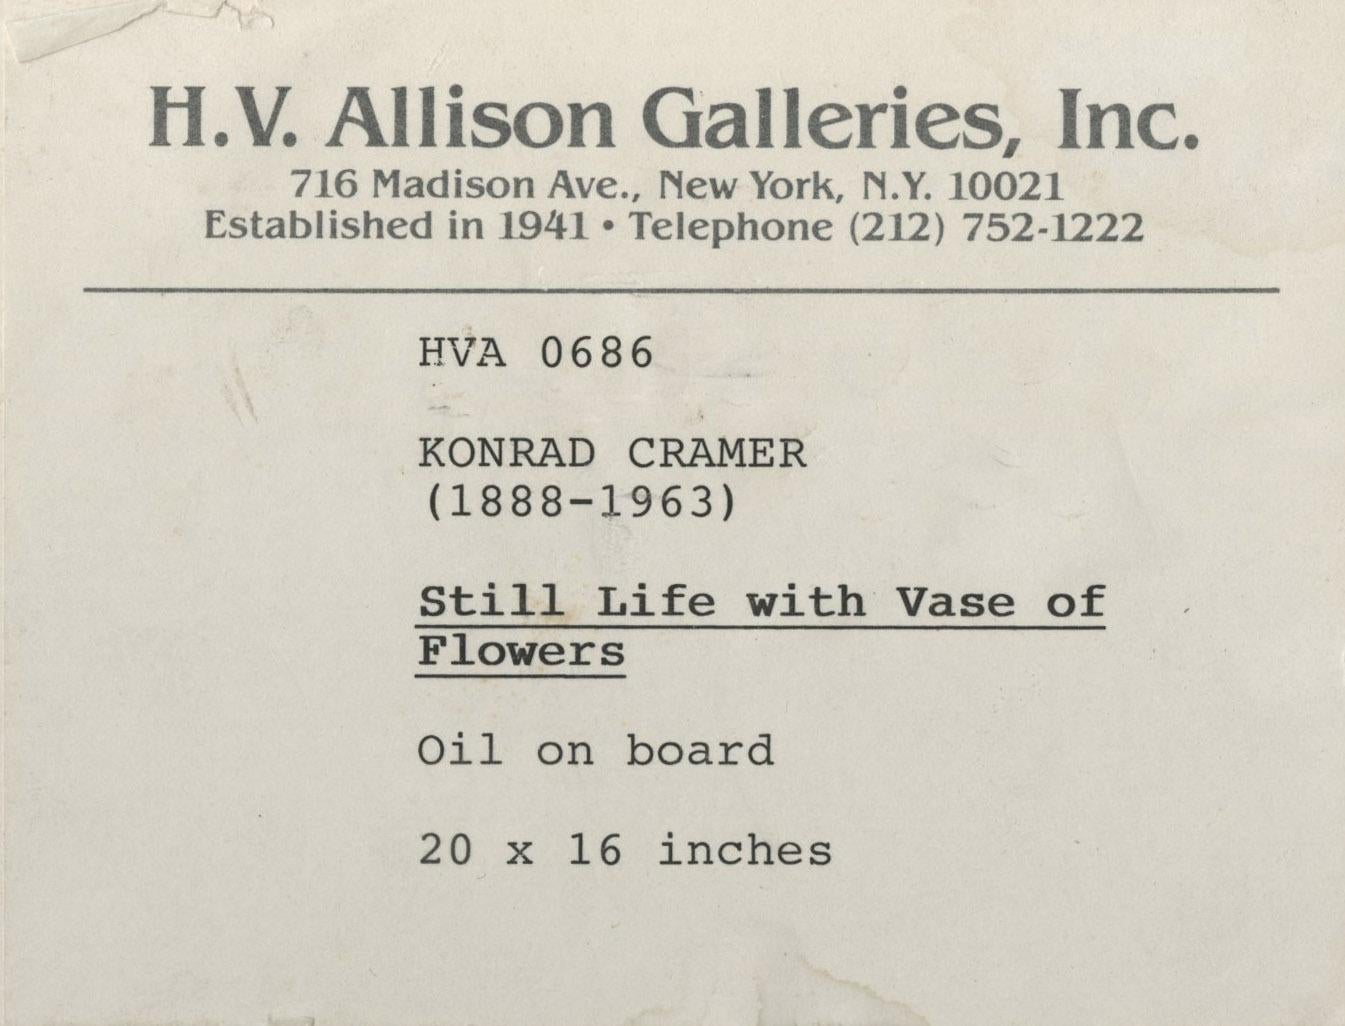 H.V. Allison Galleries, Inc.
716 Madison Ave., New York, N.Y. 10021
Established in 1941 • Telephone (212) 752-1222
HVA 0686
KONRAD CRAMER
(1888-1963)
Still Life with Vase of
Flowers
Oil on board
20 x 16 inches